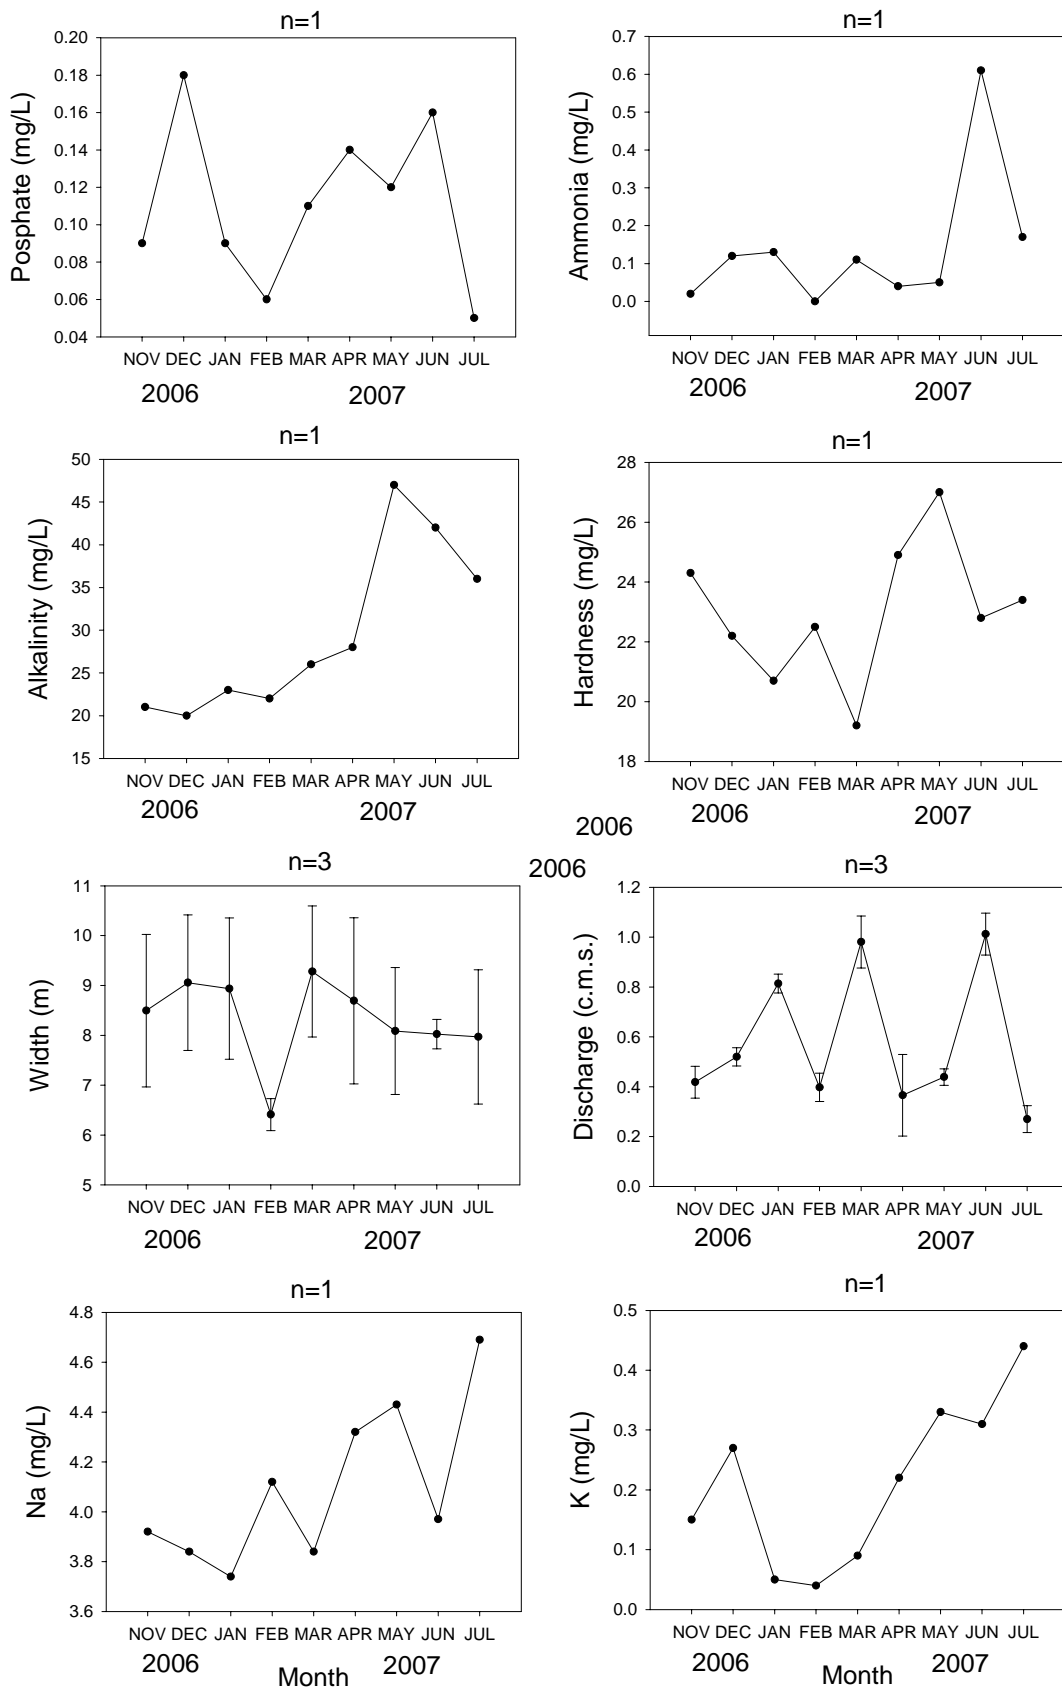 n=1
Posphate (mg/L)
0.20
0.18
0.16
0.14
0.12
0.10
0.08
0.06
0.04
NOV DEC JAN FEB MAR APR MAY JUN JUL
2006 2007
n=1
Ammonia (mg/L)
0.7
0.6
0.5
0.4
0.3
0.2
0.1
0.0
NOV DEC JAN FEB MAR APR MAY JUN JUL
2006 2007
n=1
Alkalinity (mg/L)
50
45
40
35
30
25
20
15
NOV DEC JAN FEB MAR APR MAY JUN JUL
2006 2007
n=1
Hardness (mg/L)
28
26
24
22
20
18
NOV DEC JAN FEB MAR APR MAY JUN JUL
2006 2007
2006
2006
n=3
Width (m)
11
10
9
8
7
6
5
NOV DEC JAN FEB MAR APR MAY JUN JUL
2006 2007
n=3
Discharge (c.m.s.)
1.2
1.0
0.8
0.6
0.4
0.2
0.0
NOV DEC JAN FEB MAR APR MAY JUN JUL
2006 2007
n=1
Na (mg/L)
4.8
4.6
4.4
4.2
4.0
3.8
3.6
NOV DEC JAN FEB MAR APR MAY JUN JUL
2006 2007
Month
n=1
K (mg/L)
0.5
0.4
0.3
0.2
0.1
0.0
NOV DEC JAN FEB MAR APR MAY JUN JUL
2006 2007
Month